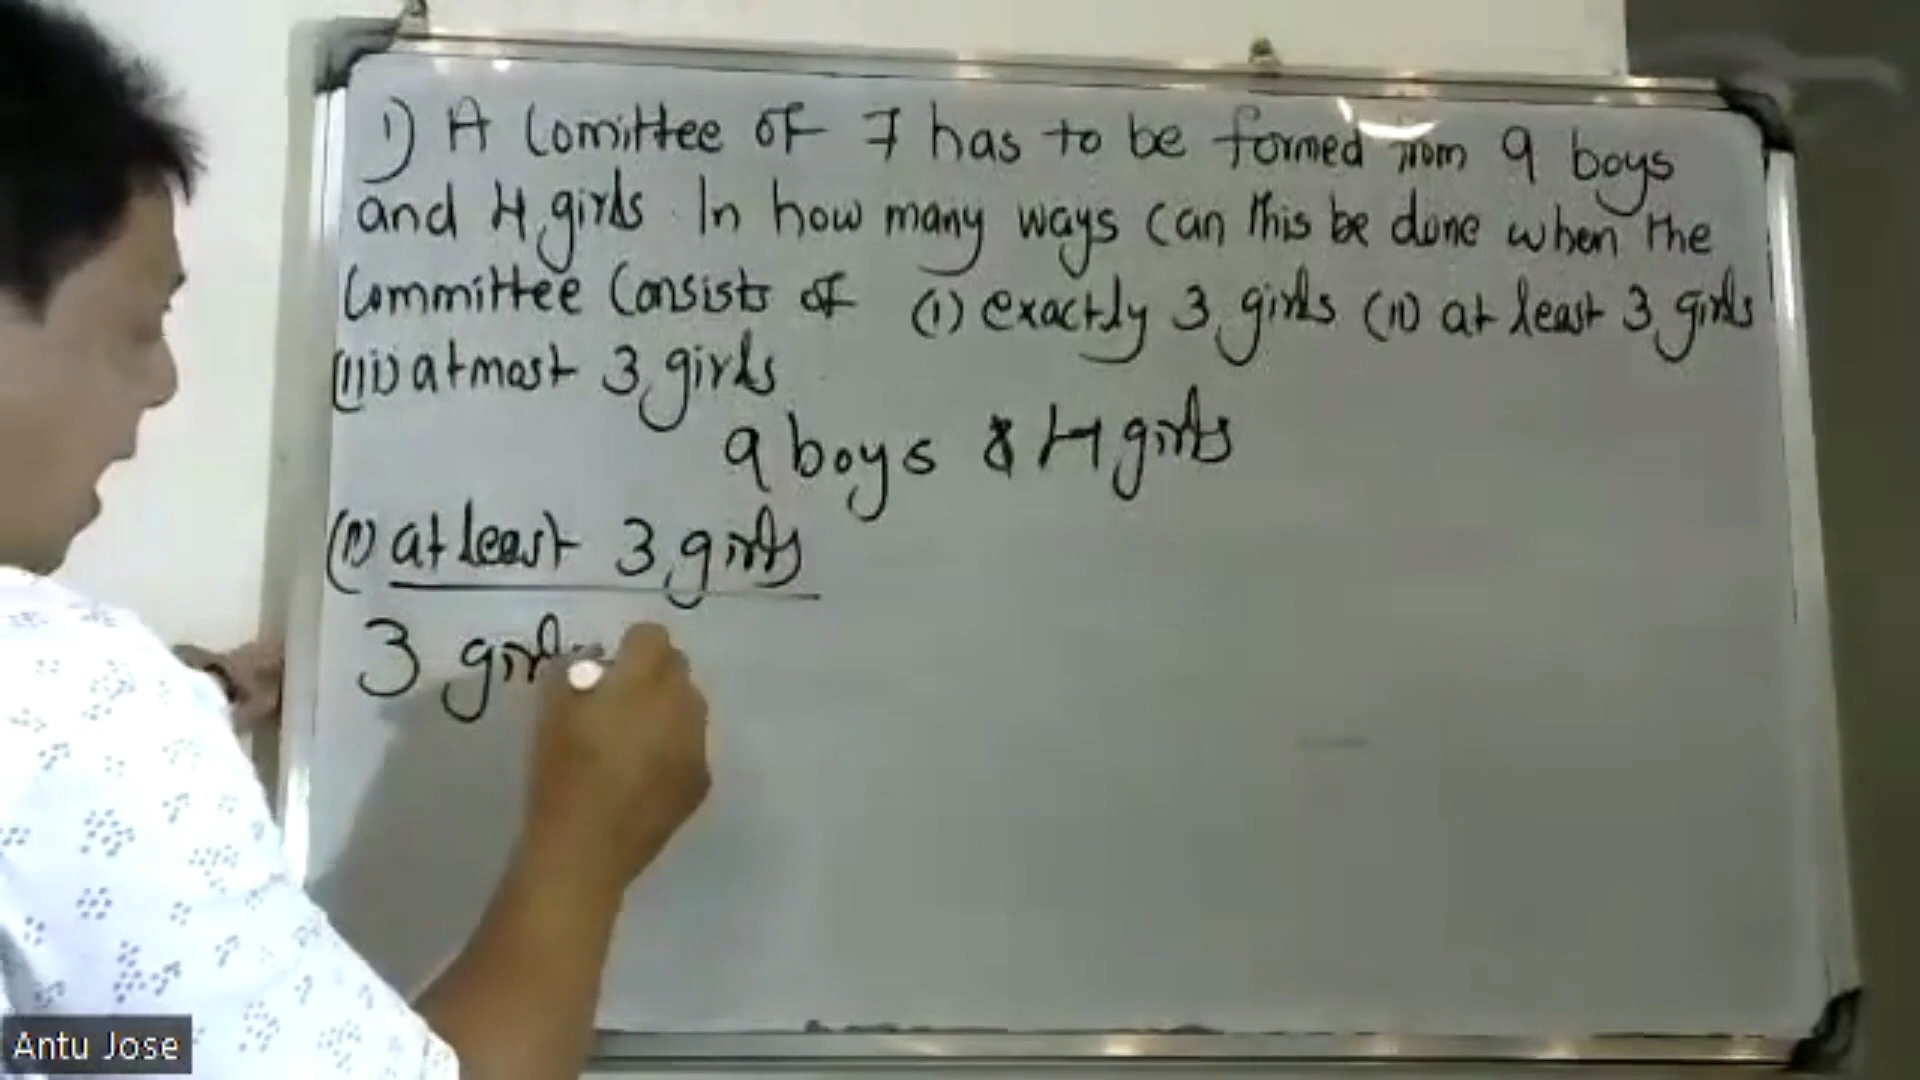 1) A Comittee of 7 has to be formed from 9 boys
and 4 girls. In how many ways can this be done when the
Committee Consists of (i) exactly 3 girls (ii) at least 3 girls
(iii) atmost 3 girls
9 boys & 4 girls
(ii) at least 3 girls
3 girls
Antu Jose